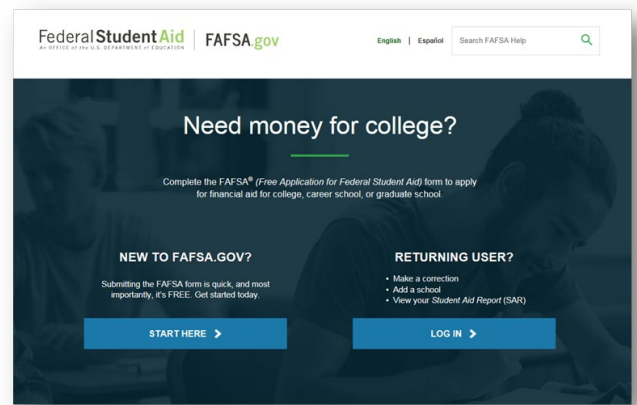 Federal Student Aid
An OFFICE of the U.S. DEPARTMENT of EDUCATION
FAFSA.gov
English | Español
Search FAFSA Help
Need money for college?
Complete the FAFSA® (Free Application for Federal Student Aid) form to apply
for financial aid for college, career school, or graduate school.
NEW TO FAFSA.GOV?
Submitting the FAFSA form is quick, and most
importantly, it's FREE. Get started today.
START HERE
RETURNING USER?
• Make a correction
• Add a school
• View your Student Aid Report (SAR)
LOG IN